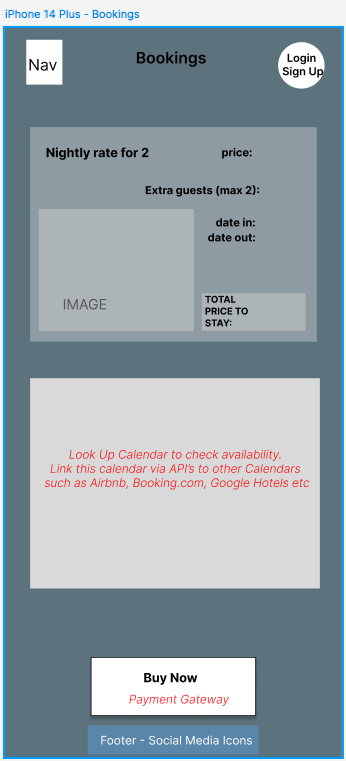 iPhone 14 Plus - Bookings
Nav
Bookings
Login
Sign Up
Nightly rate for 2
price:
Extra guests (max 2):
date in:
date out:
IMAGE
TOTAL
PRICE TO
STAY:
Look Up Calendar to check availability.
Link this calendar via API's to other Calendars
such as Airbnb, Booking.com, Google Hotels etc
Buy Now
Payment Gateway
Footer - Social Media Icons